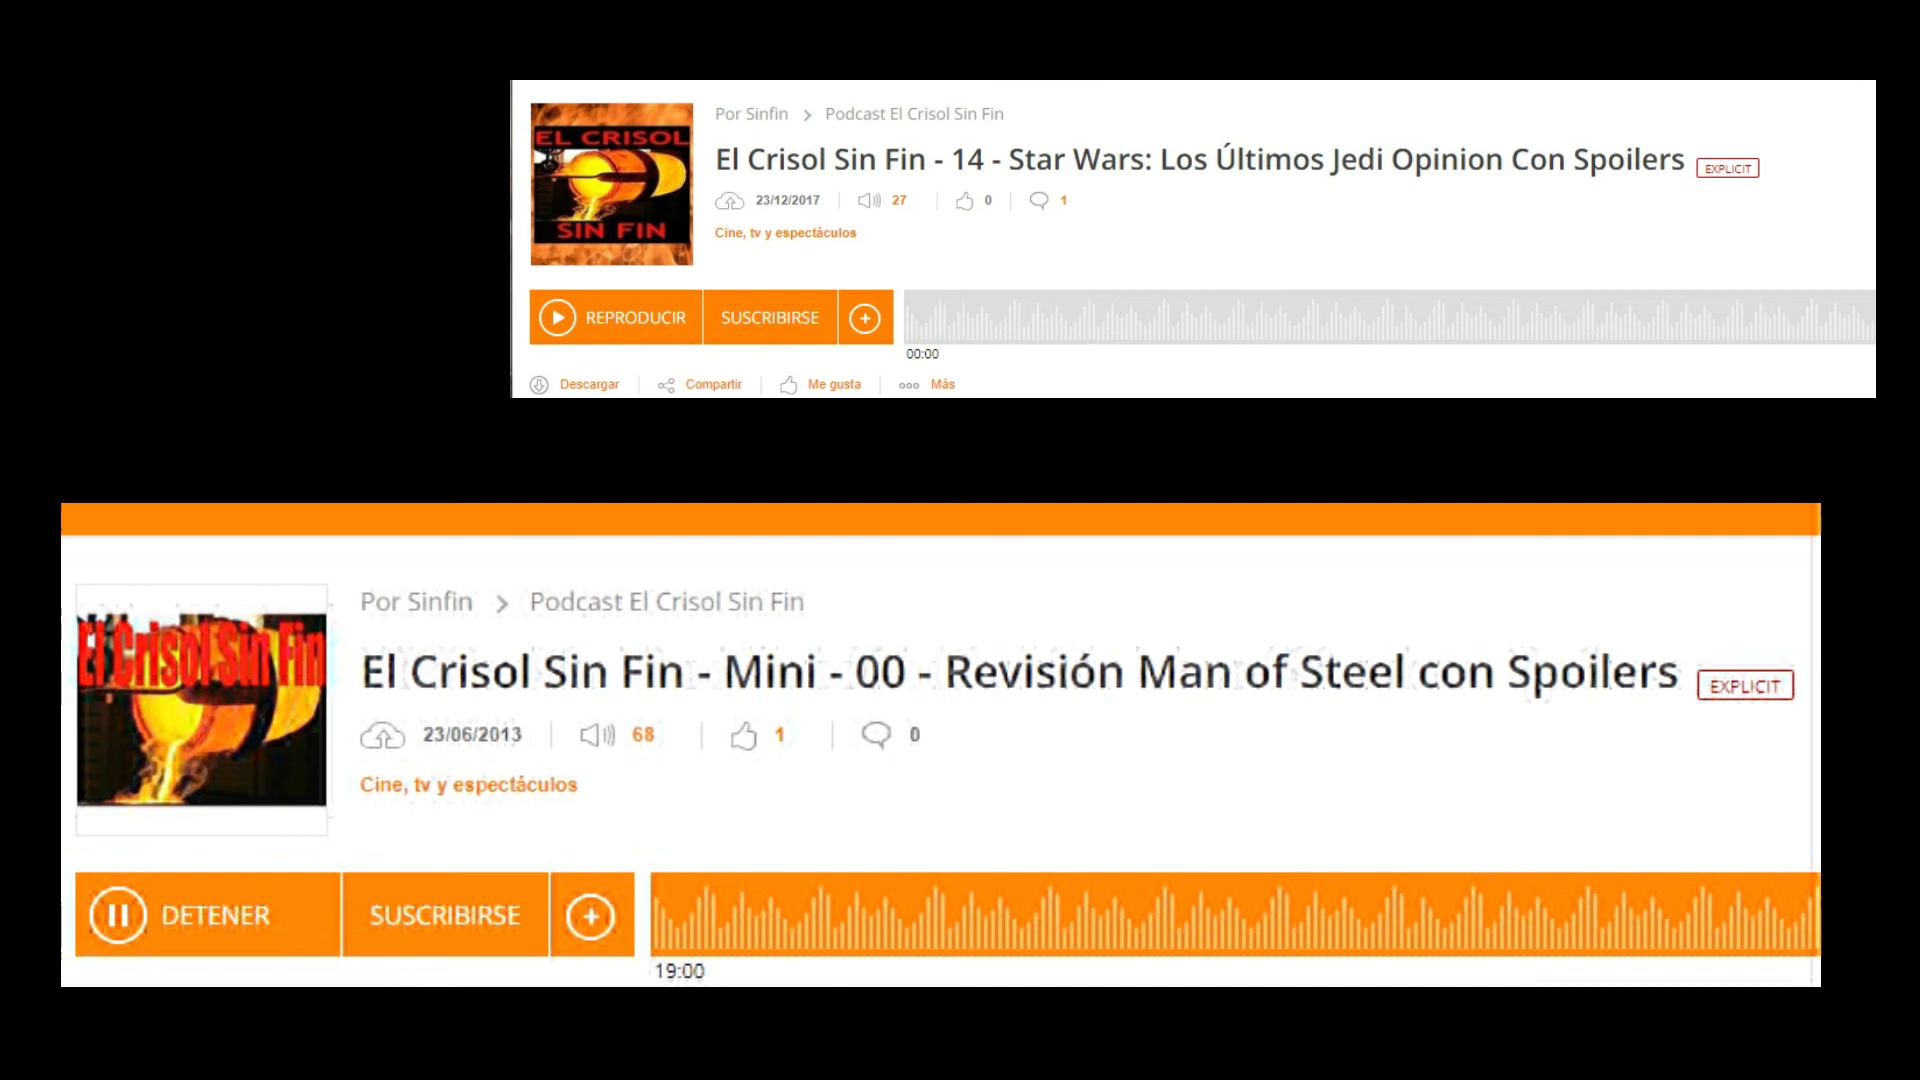 EL CRISOL
SIN FIN
Por Sinfin > Podcast El Crisol Sin Fin
El Crisol Sin Fin - 14 - Star Wars: Los Últimos Jedi Opinion Con Spoilers EXPLICIT
23/12/2017 27 0 1
Cine, tv y espectáculos
REPRODUCIR SUSCRIBIRSE +
00:00
Descargar Compartir Me gusta Más
El Crisol Sin Fin
Por Sinfin > Podcast El Crisol Sin Fin
El Crisol Sin Fin - Mini - 00 - Revisión Man of Steel con Spoilers EXPLICIT
23/06/2013 68 1 0
Cine, tv y espectáculos
DETENER SUSCRIBIRSE +
19:00